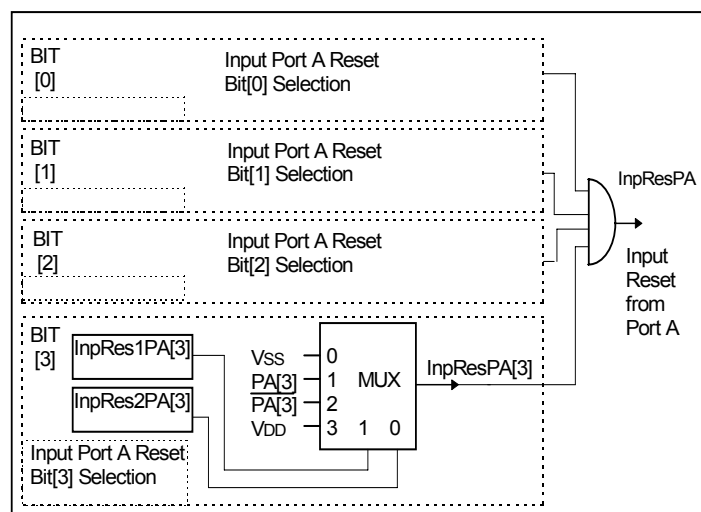 BIT
[0]
Input Port A Reset
Bit[0] Selection
BIT
[1]
Input Port A Reset
Bit[1] Selection
BIT
[2]
Input Port A Reset
Bit[2] Selection
InpResPA
Input
Reset
from
Port A
BIT
[3]
InpRes1PA[3]
InpRes2PA[3]
VSS 0
PA[3] 1
PA[3] 2
VDD 3
MUX
1 0
InpResPA[3]
Input Port A Reset
Bit[3] Selection